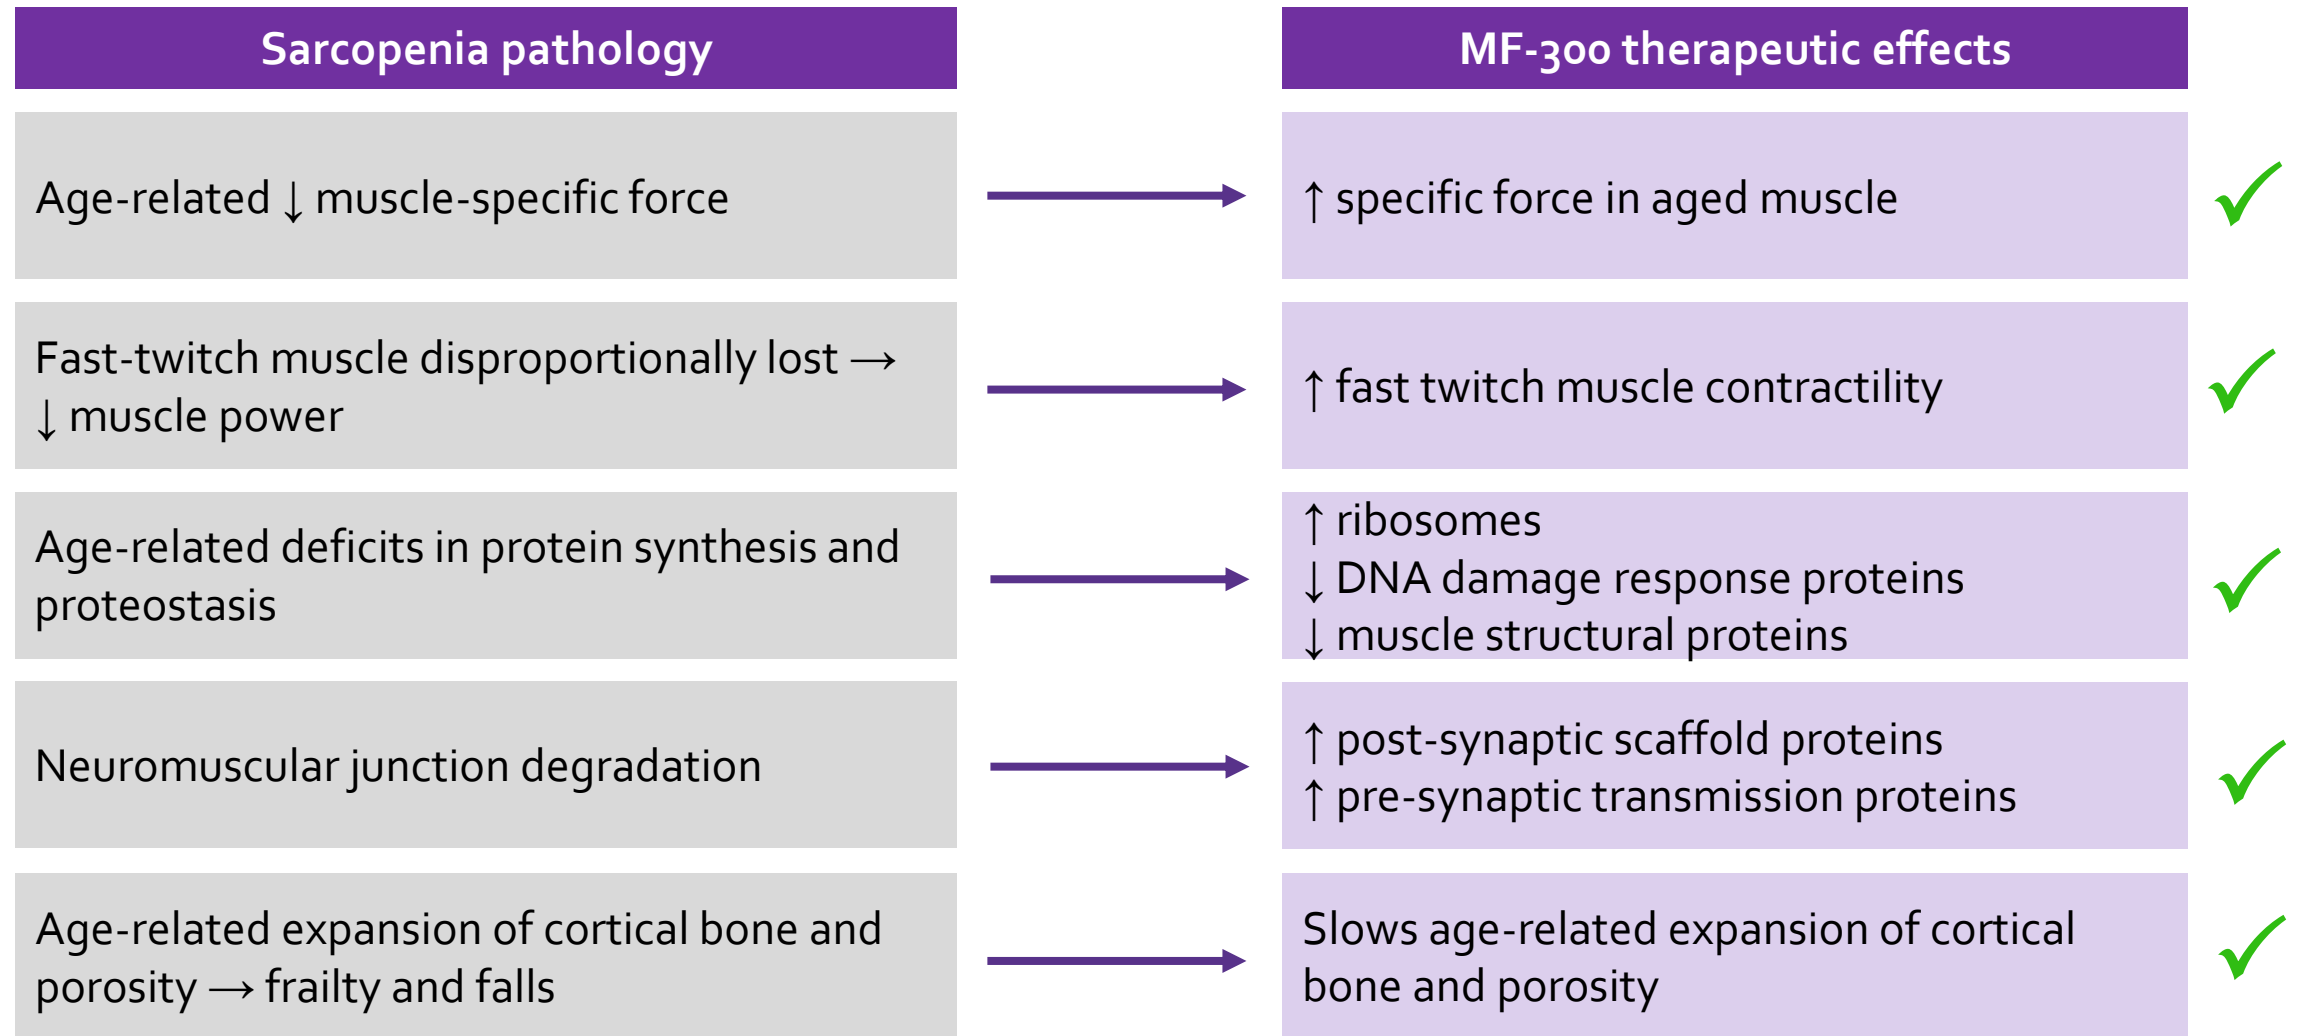 Sarcopenia pathology
MF-300 therapeutic effects
Age-related ↓ muscle-specific force
↑ specific force in aged muscle
Fast-twitch muscle disproportionally lost →
↓ muscle power
↑ fast twitch muscle contractility
Age-related deficits in protein synthesis and
proteostasis
↑ ribosomes
↓ DNA damage response proteins
↓ muscle structural proteins
Neuromuscular junction degradation
↑ post-synaptic scaffold proteins
↑ pre-synaptic transmission proteins
Age-related expansion of cortical bone and
porosity → frailty and falls
Slows age-related expansion of cortical
bone and porosity